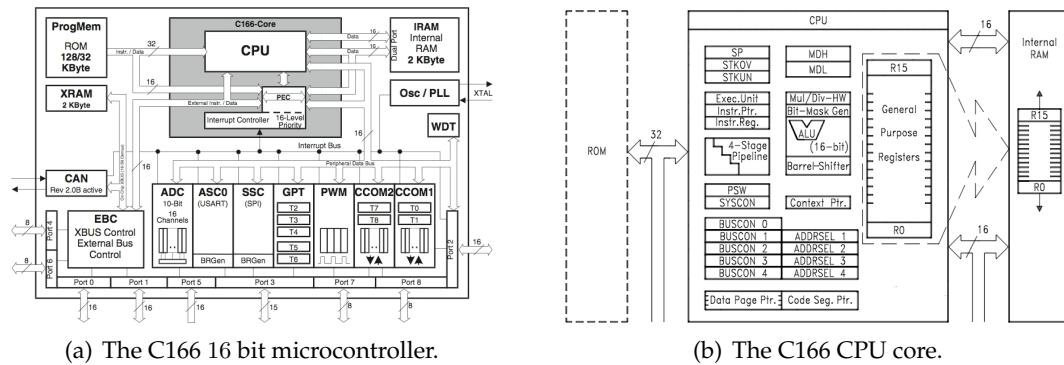 ProgMem
ROM
128/32
KByte
C166-Core
CPU
IRAM
Internal
RAM
2 KByte
Dual Port
Instr. / Data
32
Data
16
Data
16
16
XRAM
2 KByte
External Instr. / Data
PEC
Interrupt Controller
16-Level
Priority
Osc / PLL
XTAL
16
WDT
Interrupt Bus
Peripheral Data Bus
16
CAN
Rev 2.0B active
EBC
XBUS Control
External Bus
Control
ADC
10-Bit
16
Channels
ASC0
(USART)
BRGen
SSC
(SPI)
BRGen
GPT
T2
T3
T4
T5
T6
PWM
CCOM2
T7
T8
CCOM1
T0
T1
Port 4
8
Port 6
8
Port 2
16
Port 0
Port 1
Port 5
Port 3
Port 7
Port 8
16
16
16
15
8
8
(a) The C166 16 bit microcontroller.
CPU
ROM
32
SP
STKOV
STKUN
Exec.Unit
Instr.Ptr.
Instr.Reg.
4-Stage
Pipeline
PSW
SYSCON
MDH
MDL
Mul/Div-HW
Bit-Mask Gen
ALU
(16-bit)
Barrel-Shifter
Context Ptr.
BUSCON 0
BUSCON 1
ADDRSEL 1
BUSCON 2
ADDRSEL 2
BUSCON 3
ADDRSEL 3
BUSCON 4
ADDRSEL 4
Data Page Ptr.
Code Seg. Ptr.
R15
General
Purpose
Registers
R0
16
Internal
RAM
R15
R0
16
(b) The C166 CPU core.